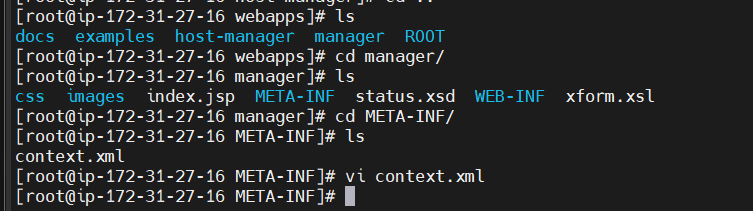 [root@ip-172-31-27-16 webapps]# ls
docs examples host-manager manager ROOT
[root@ip-172-31-27-16 webapps]# cd manager/
[root@ip-172-31-27-16 manager]# ls
css images index.jsp META-INF status.xsd WEB-INF xform.xsl
[root@ip-172-31-27-16 manager]# cd META-INF/
[root@ip-172-31-27-16 META-INF]# ls
context.xml
[root@ip-172-31-27-16 META-INF]# vi context.xml
[root@ip-172-31-27-16 META-INF]#